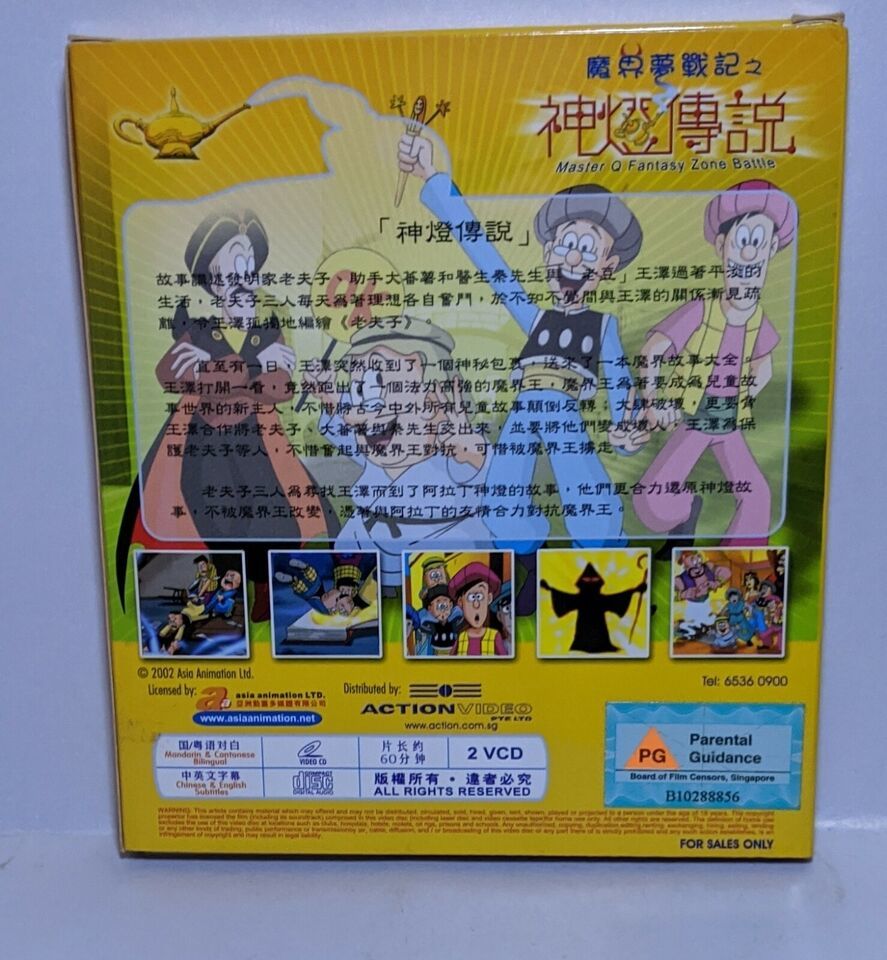 魔界夢戰記之
神燈傳說
Master Q Fantasy Zone Battle
「神燈傳說」
故事講述發明家老夫子、助手大蕃薯和醫生秦先生與「老豆」王澤過著平淡的
生活，老夫子三人每天為著理想各自奮鬥，於不知不覺間與王澤的關係漸見疏
離，令王澤孤獨地編繪《老夫子》。
直至有一日，王澤突然收到了一個神秘包裹，送來了一本魔界故事大全。
王澤打開一看，竟然跑出了一個法力高強的魔界王，魔界王為著要成為兒童故
事世界的新主人，不惜將古今中外所有兒童故事顛倒反轉，大肆破壞，更要脅
王澤合作將老夫子、大蕃薯與秦先生交出來，並要將他們變成壞人，王澤為保
護老夫子等人，不惜奮起與魔界王對抗，可惜被魔界王擄走。
老夫子三人為尋找王澤而到了阿拉丁神燈的故事，他們更合力還原神燈故
事，不被魔界王改變，憑著與阿拉丁的友情合力對抗魔界王。
© 2002 Asia Animation Ltd.
Licensed by:
asia animation LTD.
亞洲動畫多媒體有限公司
www.asiaanimation.net
Distributed by:
ACTION VIDEO
PTE LTD
www.action.com.sg
Tel: 6536 0900
国/粤语对白
Mandarin & Cantonese
Bilingual
VIDEO CD
片长约
60分钟
2 VCD
中英文字幕
Chinese & English
Subtitles
COMPACT
disc
DIGITAL AUDIO
版權所有・違者必究
ALL RIGHTS RESERVED
PG
Parental
Guidance
Board of Film Censors, Singapore
B10288856
FOR SALES ONLY